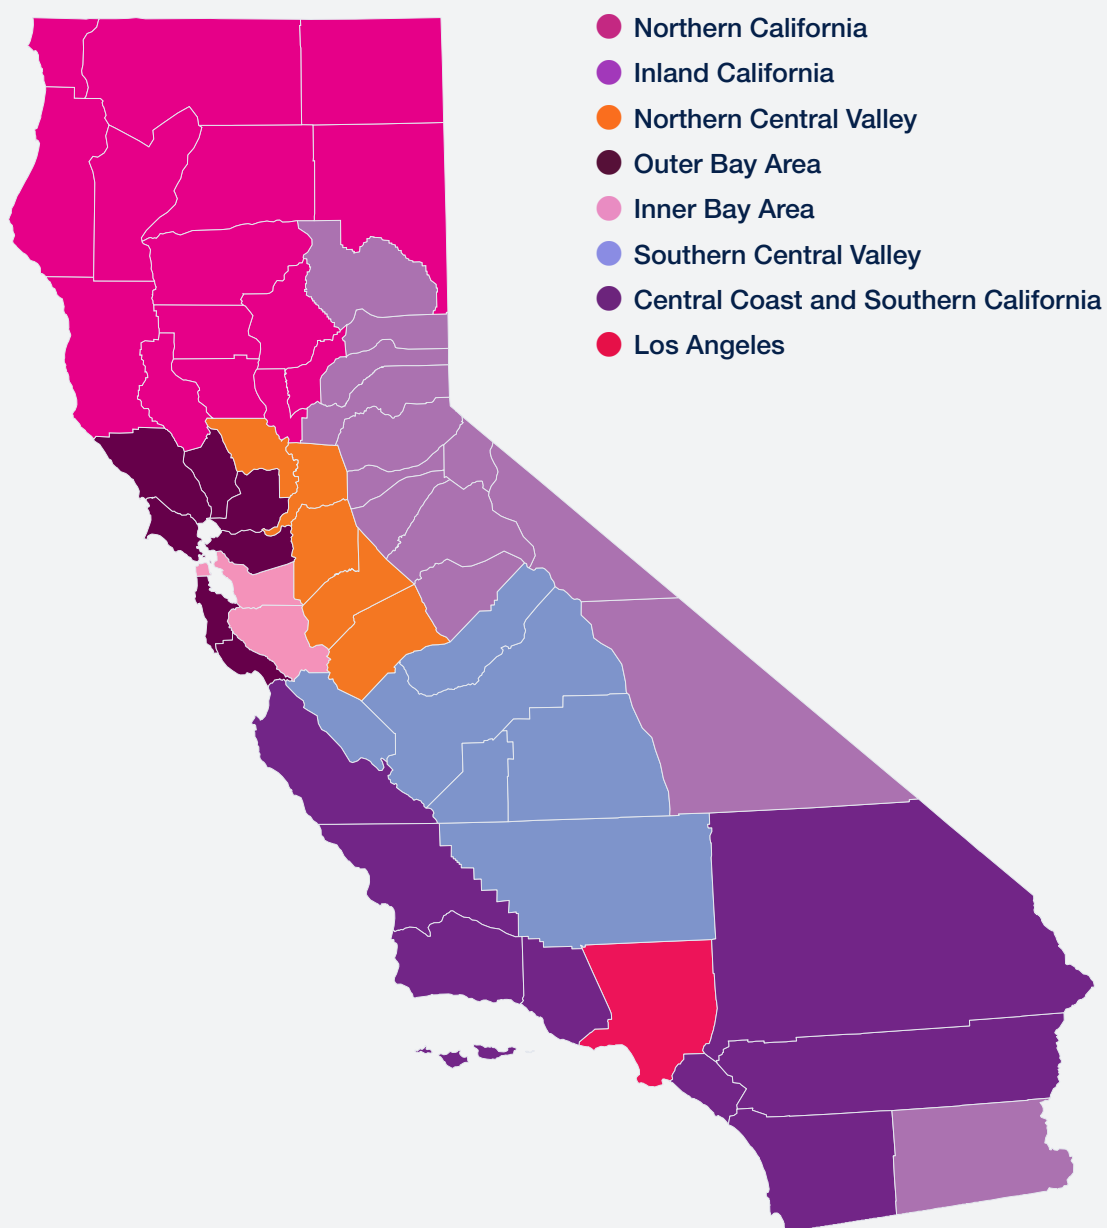 Northern California
Inland California
Northern Central Valley
Outer Bay Area
Inner Bay Area
Southern Central Valley
Central Coast and Southern California
Los Angeles